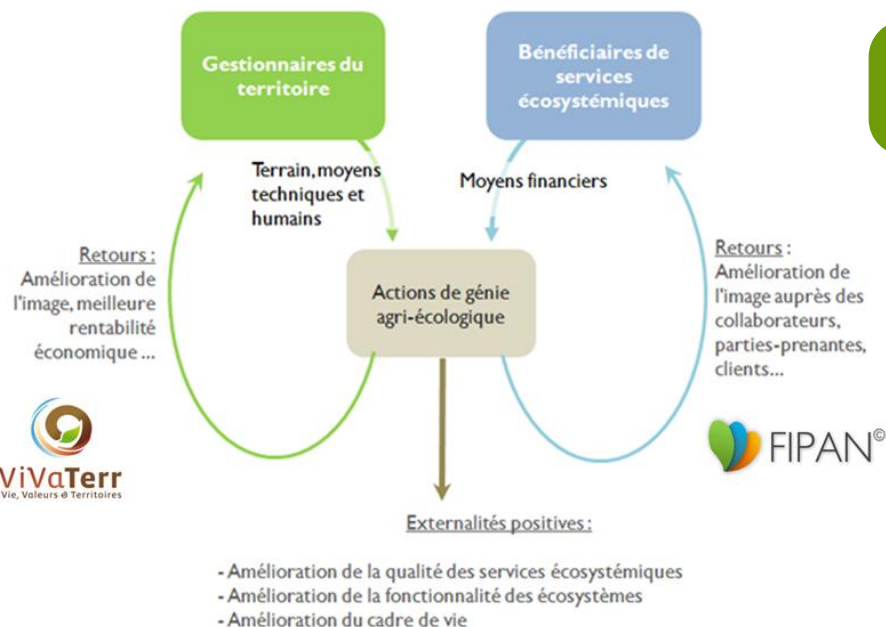 Gestionnaires du
territoire
Bénéficiaires de
services
écosystémiques
Terrain, moyens
techniques et
humains
Moyens financiers
Retours :
Amélioration de
l'image, meilleure
rentabilité
économique ...
Actions de génie
agri-écologique
Retours :
Amélioration de
l'image auprès des
collaborateurs,
parties-prenantes,
clients...
ViVaTerr
Vie, Valeurs & Territoires
FIPAN©
Externalités positives :
- Amélioration de la qualité des services écosystémiques
- Amélioration de la fonctionnalité des écosystèmes
- Amélioration du cadre de vie